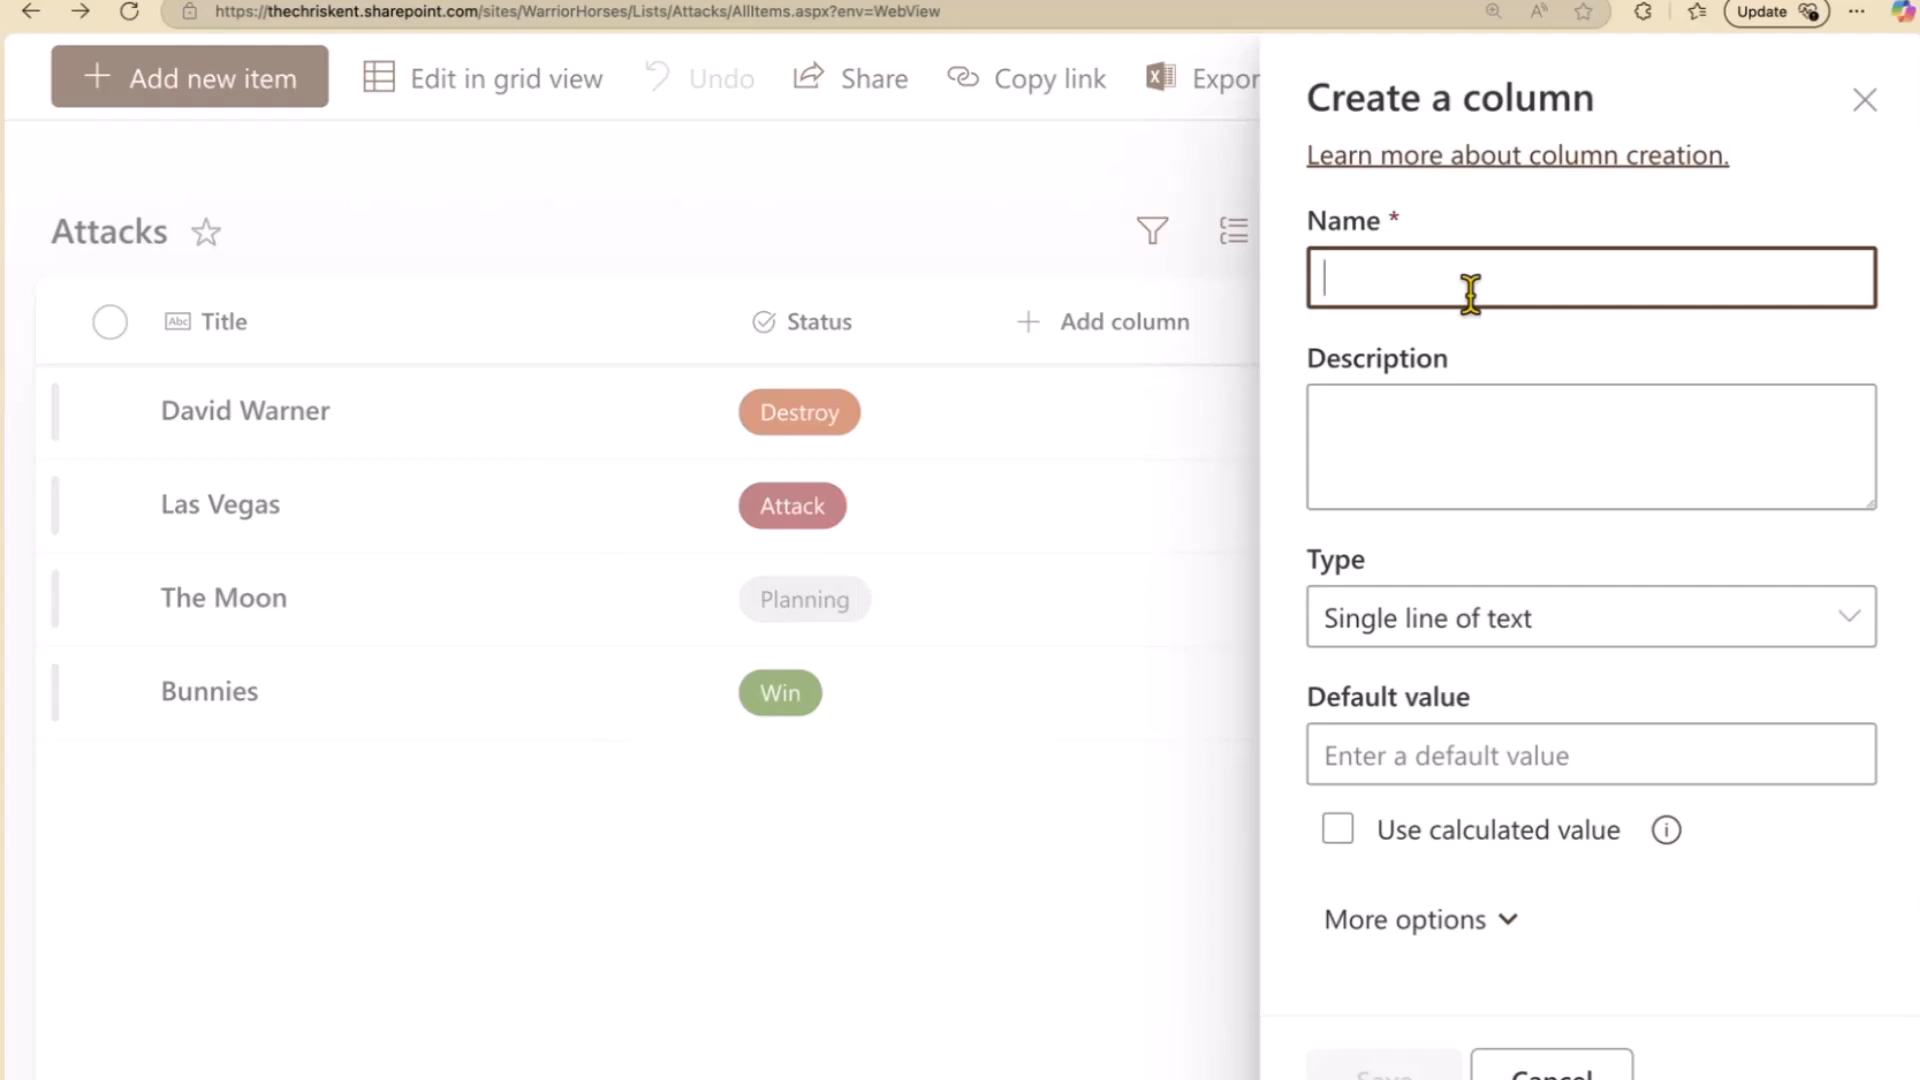 https://thechriskent.sharepoint.com/sites/WarriorHorses/Lists/Attacks/AllItems.aspx?env=WebView
Update
Add new item
Edit in grid view
Undo
Share
Copy link
Expor
Attacks
Title
Status
Add column
David Warner
Destroy
Las Vegas
Attack
The Moon
Planning
Bunnies
Win
Create a column
Learn more about column creation.
Name *
Description
Type
Single line of text
Default value
Enter a default value
Use calculated value
More options
Save
Cancel